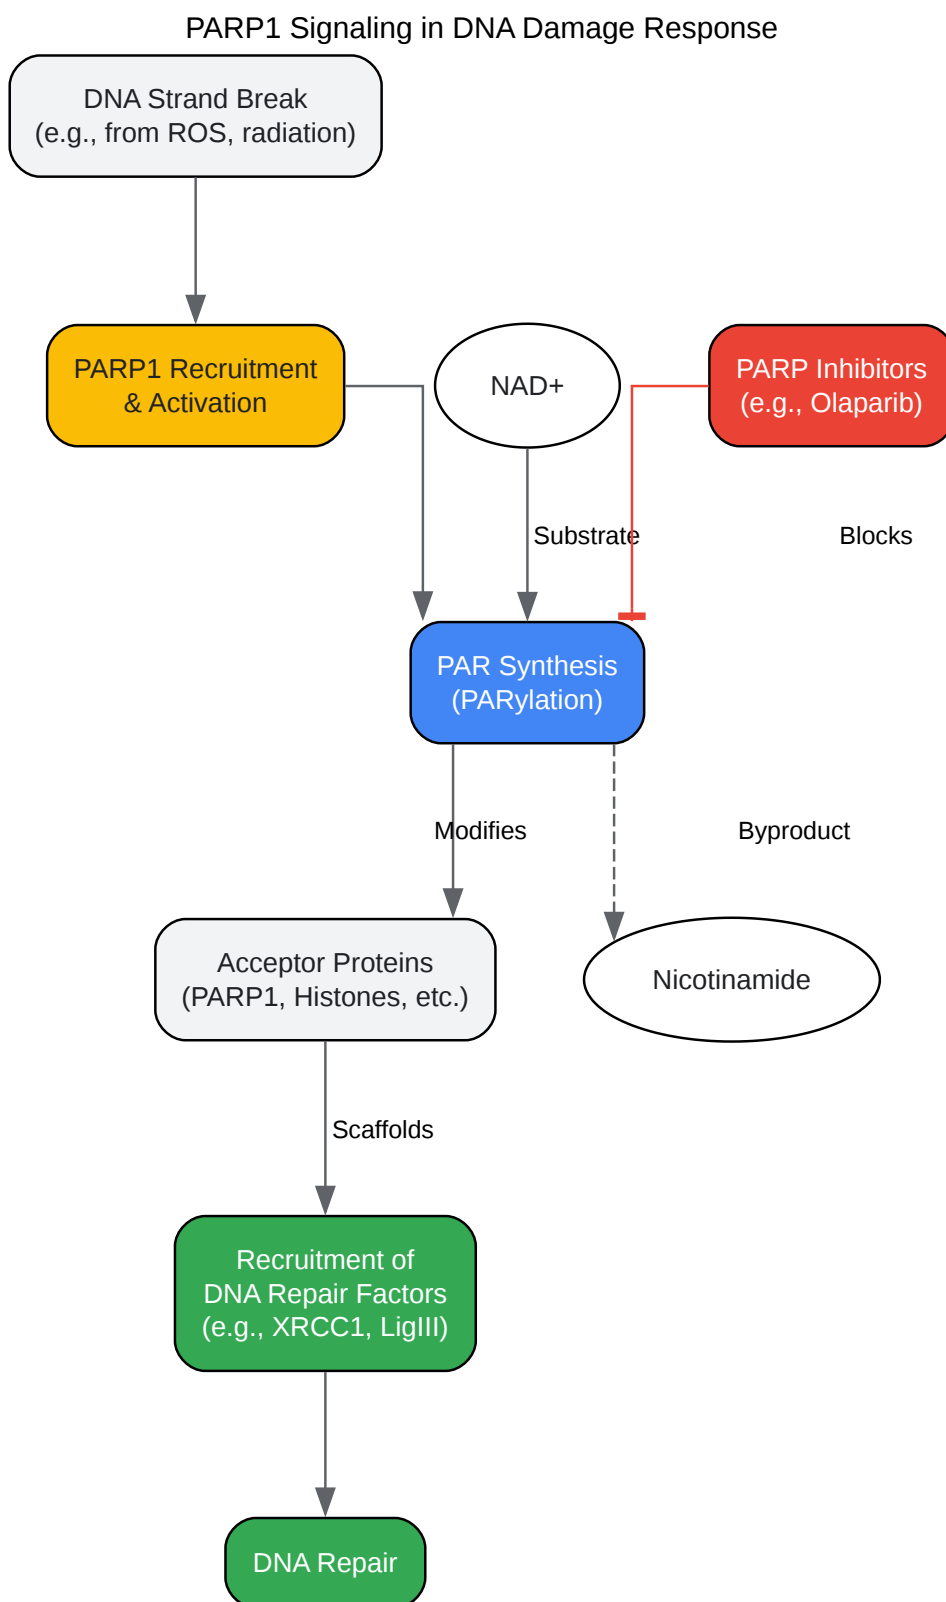 PARP1 Signaling in DNA Damage Response
DNA Strand Break
(e.g., from ROS, radiation)
PARP1 Recruitment
& Activation
NAD+
PARP Inhibitors
(e.g., Olaparib)
Substrate
Blocks
PAR Synthesis
(PARylation)
Modifies
Byproduct
Acceptor Proteins
(PARP1, Histones, etc.)
Nicotinamide
Scaffolds
Recruitment of
DNA Repair Factors
(e.g., XRCC1, LigIII)
DNA Repair